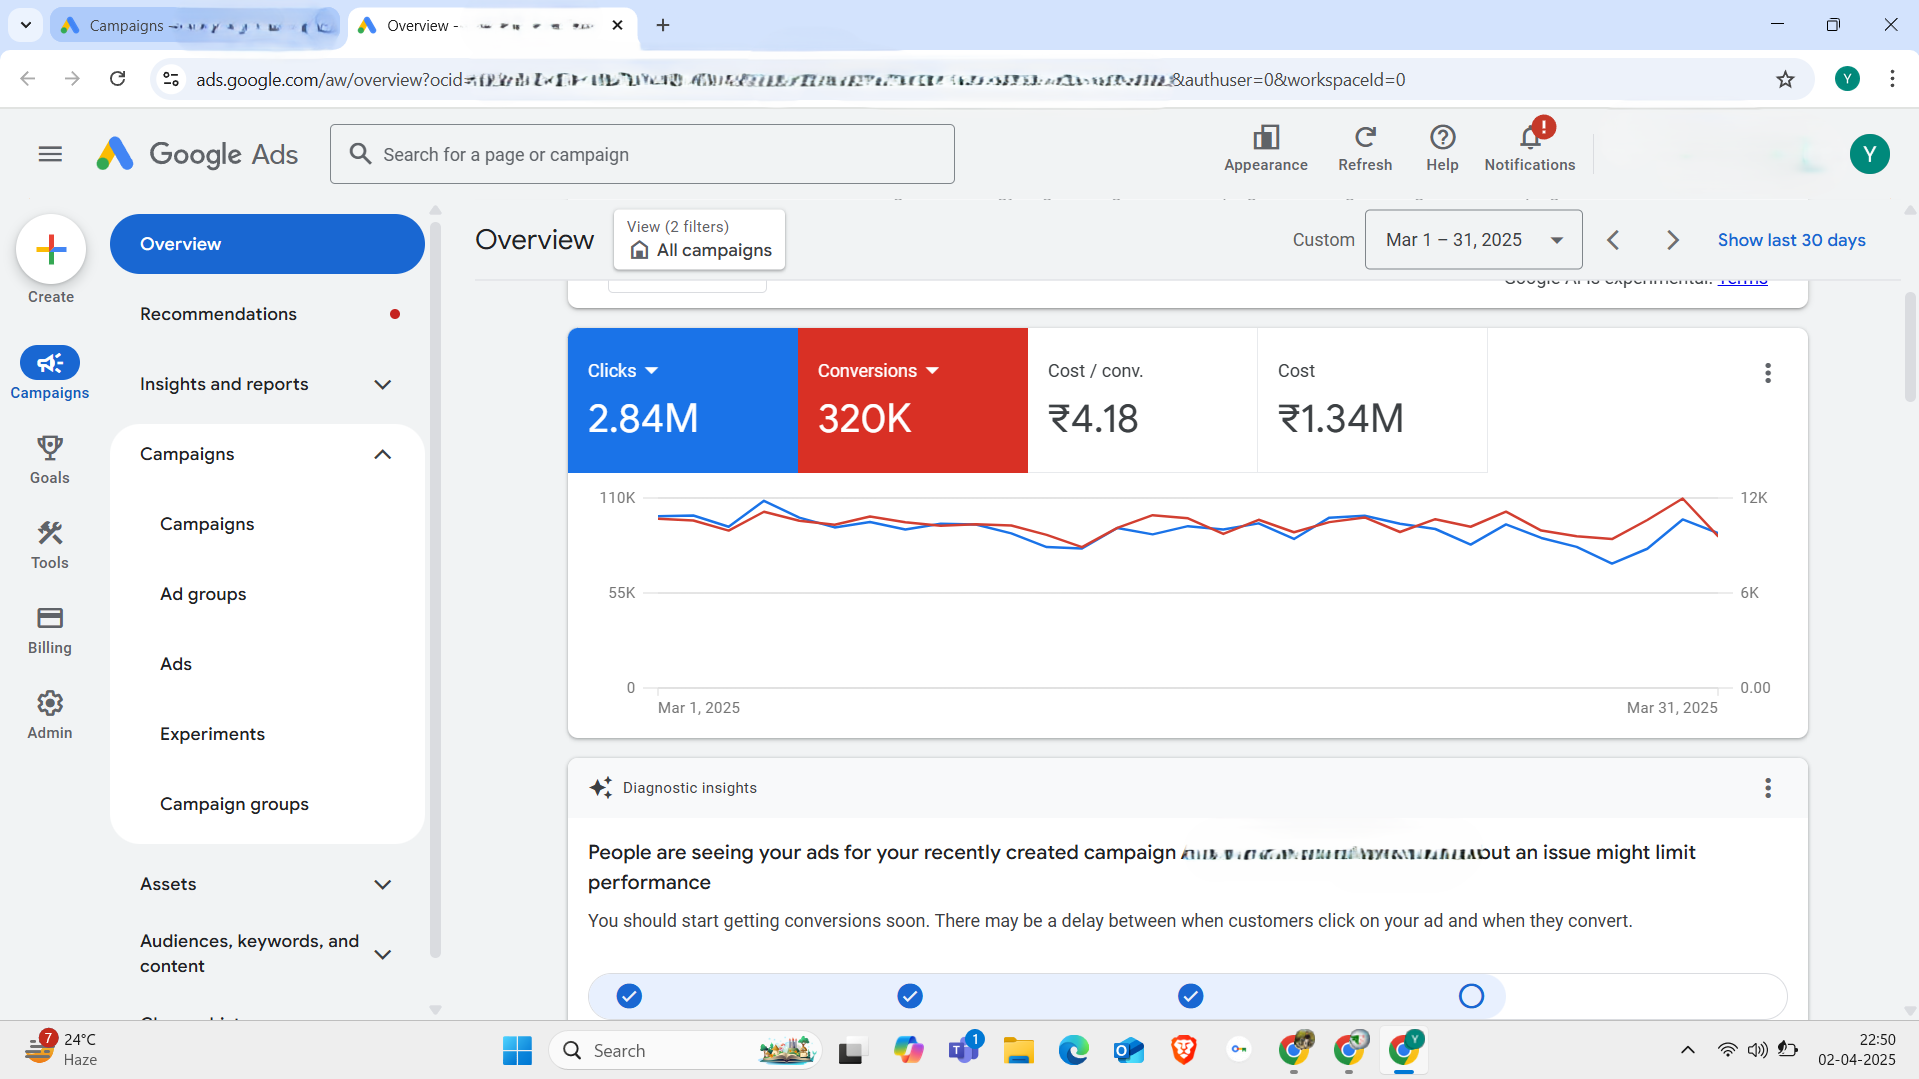 Campaigns
Overview -
ads.google.com/aw/overview?ocid=
&authuser=0&workspaceId=0
Y
Google Ads
Search for a page or campaign
Appearance
Refresh
Help
!
Notifications
Y
Create
Campaigns
Goals
Tools
Billing
Admin
Overview
Recommendations
Insights and reports
Campaigns
Campaigns
Ad groups
Ads
Experiments
Campaign groups
Assets
Audiences, keywords, and
content
Overview
View (2 filters)
All campaigns
Custom
Mar 1 – 31, 2025
Show last 30 days
Google AI is experimental. Terms
Clicks
2.84M
Conversions
320K
Cost / conv.
₹4.18
Cost
₹1.34M
110K
12K
55K
6K
0
0.00
Mar 1, 2025
Mar 31, 2025
Diagnostic insights
People are seeing your ads for your recently created campaign
but an issue might limit
performance
You should start getting conversions soon. There may be a delay between when customers click on your ad and when they convert.
7
24°C
Haze
Search
1
Y
22:50
02-04-2025